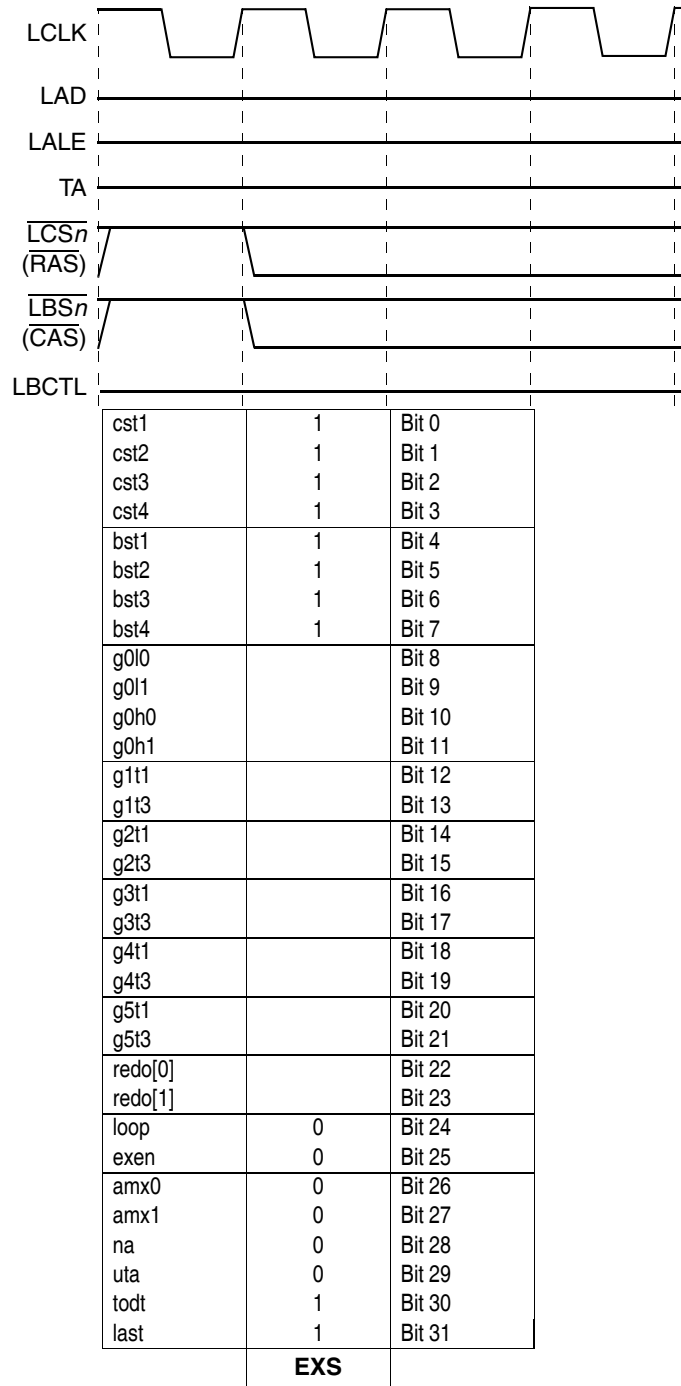 LCLK
LAD
LALE
TA
LCSn
(RAS)
LBSn
(CAS)
LBCTL
cst1 1 Bit 0
cst2 1 Bit 1
cst3 1 Bit 2
cst4 1 Bit 3
bst1 1 Bit 4
bst2 1 Bit 5
bst3 1 Bit 6
bst4 1 Bit 7
g0l0 Bit 8
g0l1 Bit 9
g0h0 Bit 10
g0h1 Bit 11
g1t1 Bit 12
g1t3 Bit 13
g2t1 Bit 14
g2t3 Bit 15
g3t1 Bit 16
g3t3 Bit 17
g4t1 Bit 18
g4t3 Bit 19
g5t1 Bit 20
g5t3 Bit 21
redo[0] Bit 22
redo[1] Bit 23
loop 0 Bit 24
exen 0 Bit 25
amx0 0 Bit 26
amx1 0 Bit 27
na 0 Bit 28
uta 0 Bit 29
todt 1 Bit 30
last 1 Bit 31
EXS